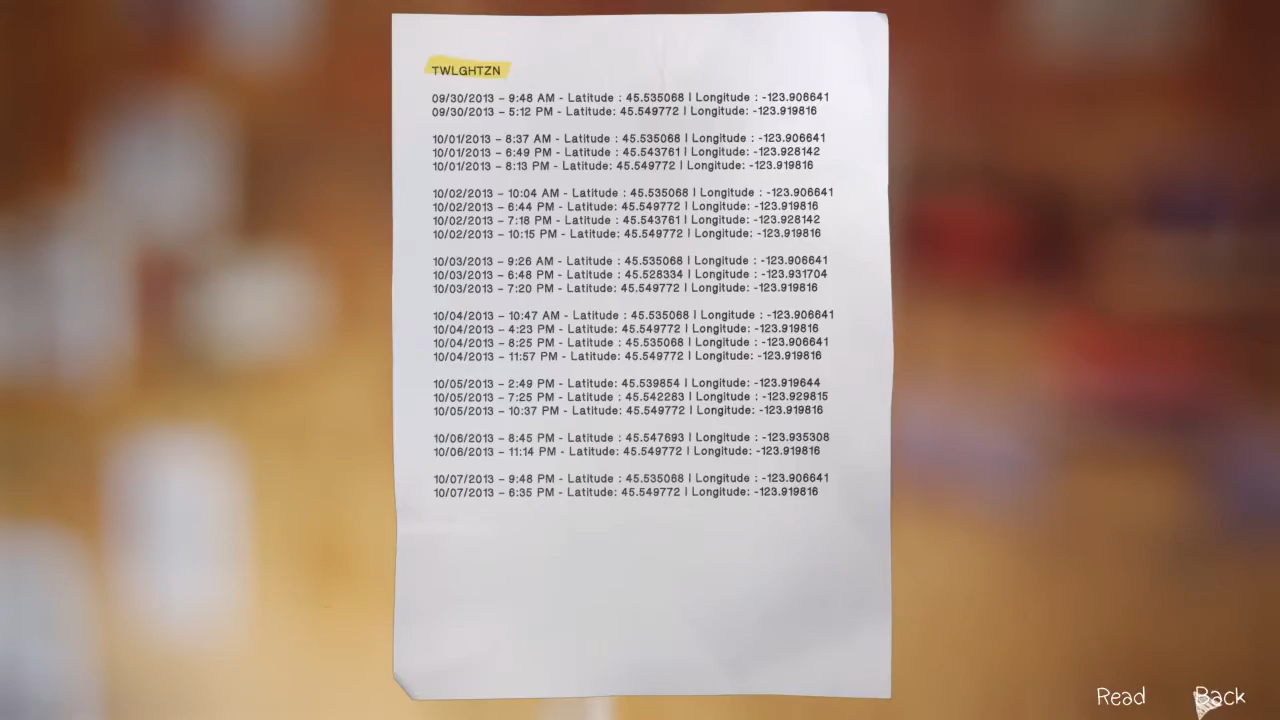 TWLGHTZN
09/30/2013 – 9:48 AM - Latitude : 45.535068 | Longitude : -123.906641
09/30/2013 – 5:12 PM - Latitude: 45.549772 | Longitude: -123.919816
10/01/2013 – 8:37 AM - Latitude : 45.535068 | Longitude : -123.906641
10/01/2013 – 6:49 PM - Latitude : 45.543761 | Longitude: -123.928142
10/01/2013 – 8:13 PM - Latitude: 45.549772 | Longitude: -123.919816
10/02/2013 – 10:04 AM - Latitude : 45.535068 | Longitude : -123.906641
10/02/2013 – 6:44 PM - Latitude: 45.549772 | Longitude: -123.919816
10/02/2013 – 7:18 PM - Latitude : 45.543761 | Longitude: -123.928142
10/02/2013 – 10:15 PM - Latitude: 45.549772 | Longitude: -123.919816
10/03/2013 – 9:26 AM - Latitude : 45.535068 | Longitude : -123.906641
10/03/2013 – 6:48 PM - Latitude : 45.528334 | Longitude: -123.931704
10/03/2013 – 7:20 PM - Latitude: 45.549772 | Longitude: -123.919816
10/04/2013 – 10:47 AM - Latitude : 45.535068 | Longitude : -123.906641
10/04/2013 – 4:23 PM - Latitude: 45.549772 | Longitude: -123.919816
10/04/2013 – 8:25 PM - Latitude : 45.535068 | Longitude : -123.906641
10/04/2013 – 11:57 PM - Latitude: 45.549772 | Longitude: -123.919816
10/05/2013 – 2:49 PM - Latitude: 45.539854 | Longitude: -123.919644
10/05/2013 – 7:25 PM - Latitude: 45.542263 | Longitude: -123.929815
10/05/2013 – 10:37 PM - Latitude: 45.549772 | Longitude: -123.919816
10/06/2013 – 8:45 PM - Latitude : 45.547693 | Longitude : -123.935308
10/06/2013 – 11:14 PM - Latitude: 45.549772 | Longitude: -123.919816
10/07/2013 – 9:48 PM - Latitude : 45.535068 | Longitude : -123.906641
10/07/2013 – 6:35 PM - Latitude: 45.549772 | Longitude: -123.919816
Read Back